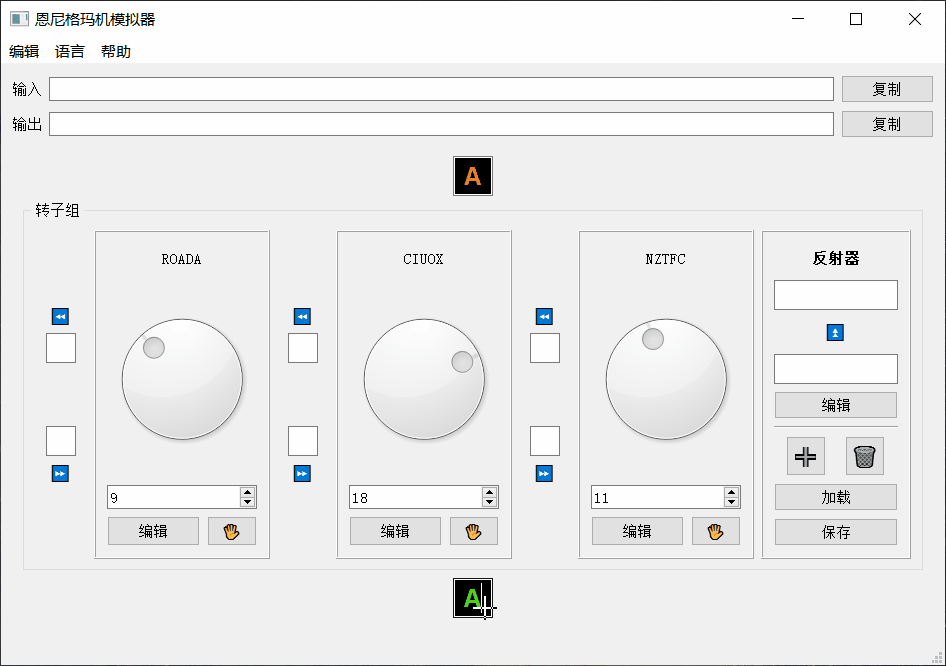 恩尼格玛机模拟器
编辑 语言 帮助
输入 复制
输出 复制
A
转子组
ROADA CIUOX NZTFC 反射器
编辑
9 18 11 加载
编辑 编辑 编辑 保存
A